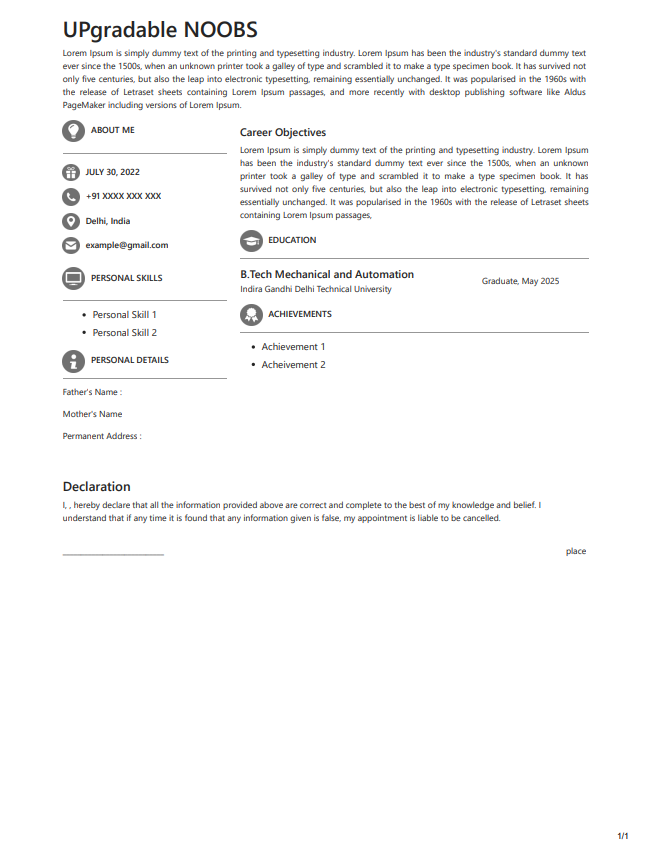 UPgradable NOOBS
Lorem Ipsum is simply dummy text of the printing and typesetting industry. Lorem Ipsum has been the industry's standard dummy text
ever since the 1500s, when an unknown printer took a galley of type and scrambled it to make a type specimen book. It has survived not
only five centuries, but also the leap into electronic typesetting, remaining essentially unchanged. It was popularised in the 1960s with
the release of Letraset sheets containing Lorem Ipsum passages, and more recently with desktop publishing software like Aldus
PageMaker including versions of Lorem Ipsum.
ABOUT ME
JULY 30, 2022
+91 XXXX XXX XXX
Delhi, India
example@gmail.com
PERSONAL SKILLS
• Personal Skill 1
• Personal Skill 2
PERSONAL DETAILS
Father's Name :
Mother's Name
Permanent Address :
Career Objectives
Lorem Ipsum is simply dummy text of the printing and typesetting industry. Lorem Ipsum
has been the industry's standard dummy text ever since the 1500s, when an unknown
printer took a galley of type and scrambled it to make a type specimen book. It has
survived not only five centuries, but also the leap into electronic typesetting, remaining
essentially unchanged. It was popularised in the 1960s with the release of Letraset sheets
containing Lorem Ipsum passages,
EDUCATION
B.Tech Mechanical and Automation
Indira Gandhi Delhi Technical University
Graduate, May 2025
ACHIEVEMENTS
• Achievement 1
• Acheivement 2
Declaration
I, , hereby declare that all the information provided above are correct and complete to the best of my knowledge and belief. I
understand that if any time it is found that any information given is false, my appointment is liable to be cancelled.
______________________ place
1/1